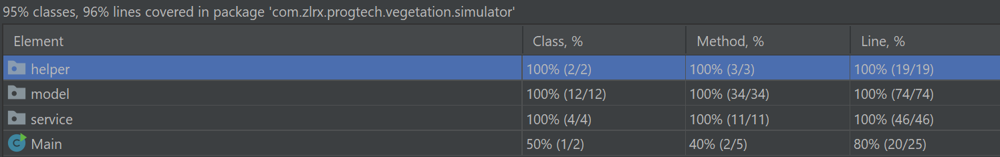 95% classes, 96% lines covered in package 'com.zlrx.progtech.vegetation.simulator'
Element Class, % Method, % Line, %
helper 100% (2/2) 100% (3/3) 100% (19/19)
model 100% (12/12) 100% (34/34) 100% (74/74)
service 100% (4/4) 100% (11/11) 100% (46/46)
C Main 50% (1/2) 40% (2/5) 80% (20/25)